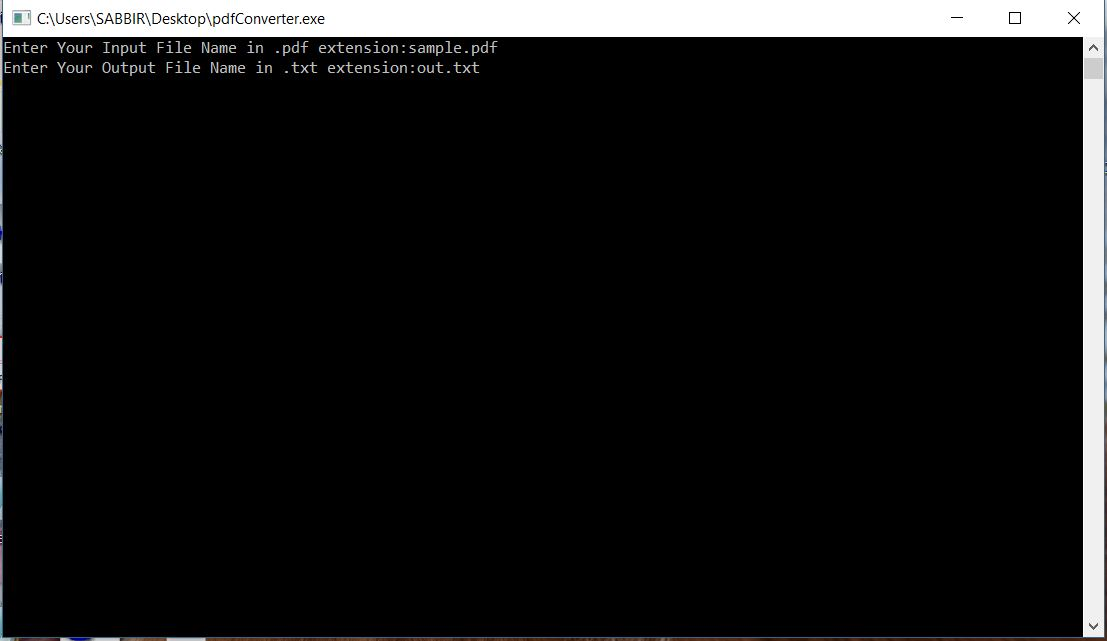 C:\Users\SABBIR\Desktop\pdfConverter.exe
Enter Your Input File Name in .pdf extension:sample.pdf
Enter Your Output File Name in .txt extension:out.txt